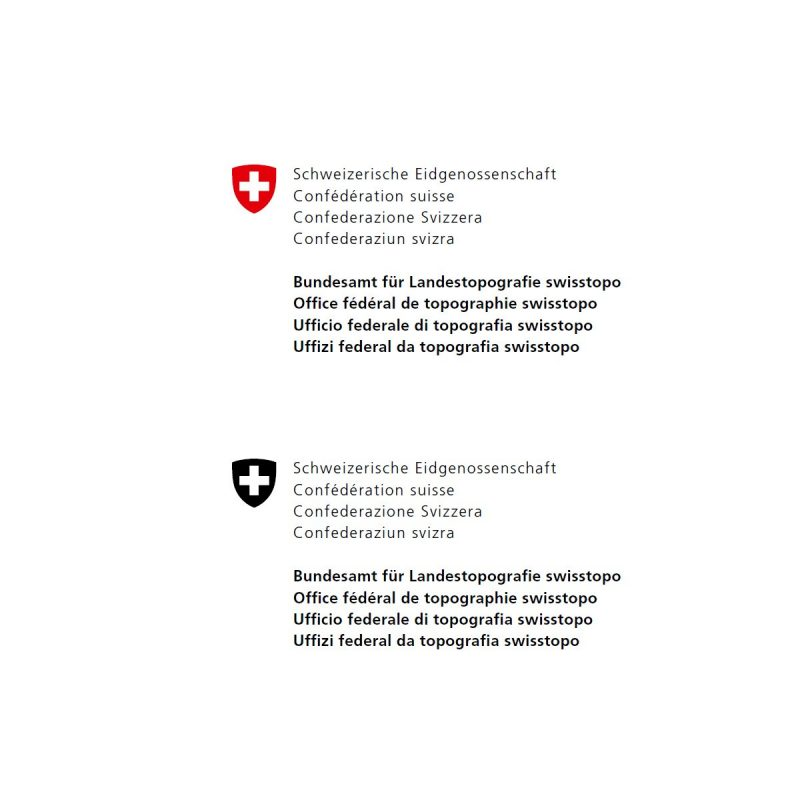 Schweizerische Eidgenossenschaft
Confédération suisse
Confederazione Svizzera
Confederaziun svizra
Bundesamt für Landestopografie swisstopo
Office fédéral de topographie swisstopo
Ufficio federale di topografia swisstopo
Uffizi federal da topografia swisstopo
Schweizerische Eidgenossenschaft
Confédération suisse
Confederazione Svizzera
Confederaziun svizra
Bundesamt für Landestopografie swisstopo
Office fédéral de topographie swisstopo
Ufficio federale di topografia swisstopo
Uffizi federal da topografia swisstopo